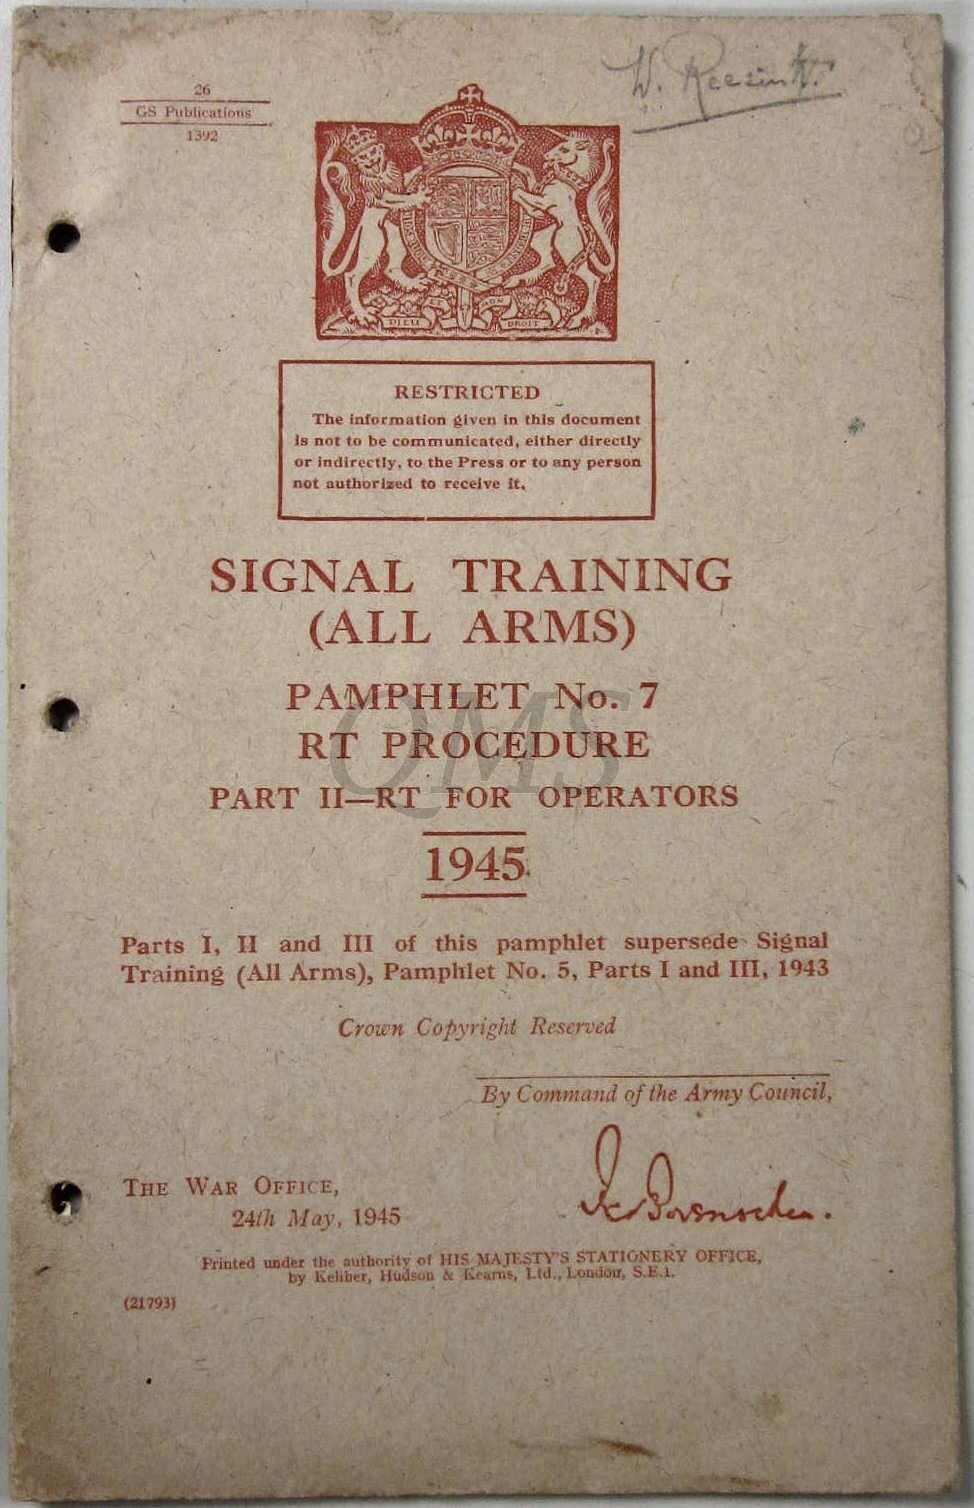 26
GS Publications
1392
RESTRICTED
The information given in this document
is not to be communicated, either directly
or indirectly, to the Press or to any person
not authorized to receive it.
SIGNAL TRAINING
(ALL ARMS)
PAMPHLET No. 7
RT PROCEDURE
QMS
PART II—RT FOR OPERATORS
1945
Parts I, II and III of this pamphlet supersede Signal
Training (All Arms), Pamphlet No. 5, Parts I and III, 1943
Crown Copyright Reserved
By Command of the Army Council,
THE WAR OFFICE,
24th May, 1945
Printed under the authority of HIS MAJESTY'S STATIONERY OFFICE,
by Keliher, Hudson & Kearns, Ltd., London, S.E.1.
(21793)